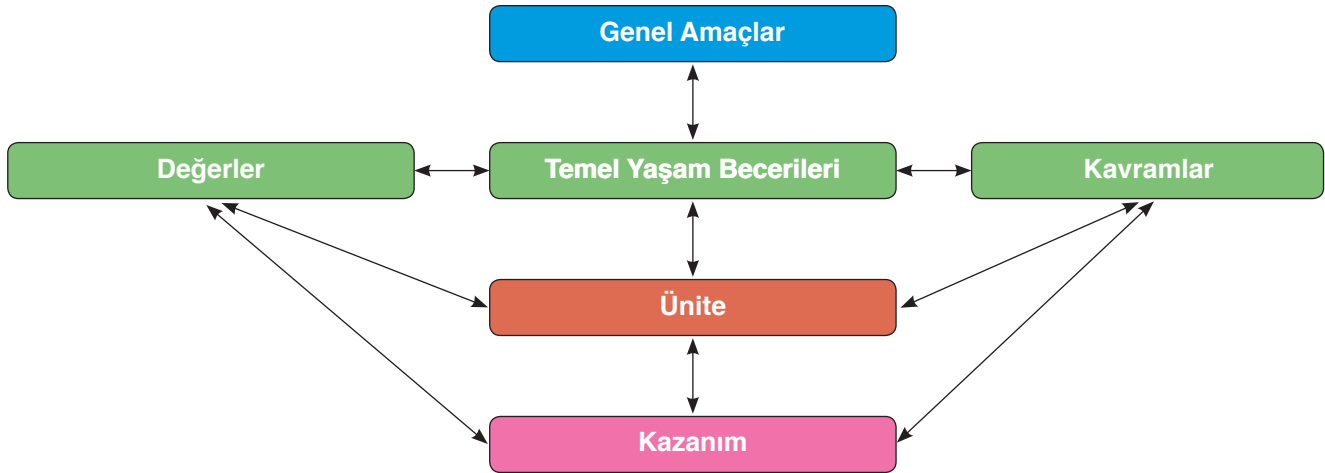 Genel Amaçlar
Değerler
Temel Yaşam Becerileri
Kavramlar
Ünite
Kazanım